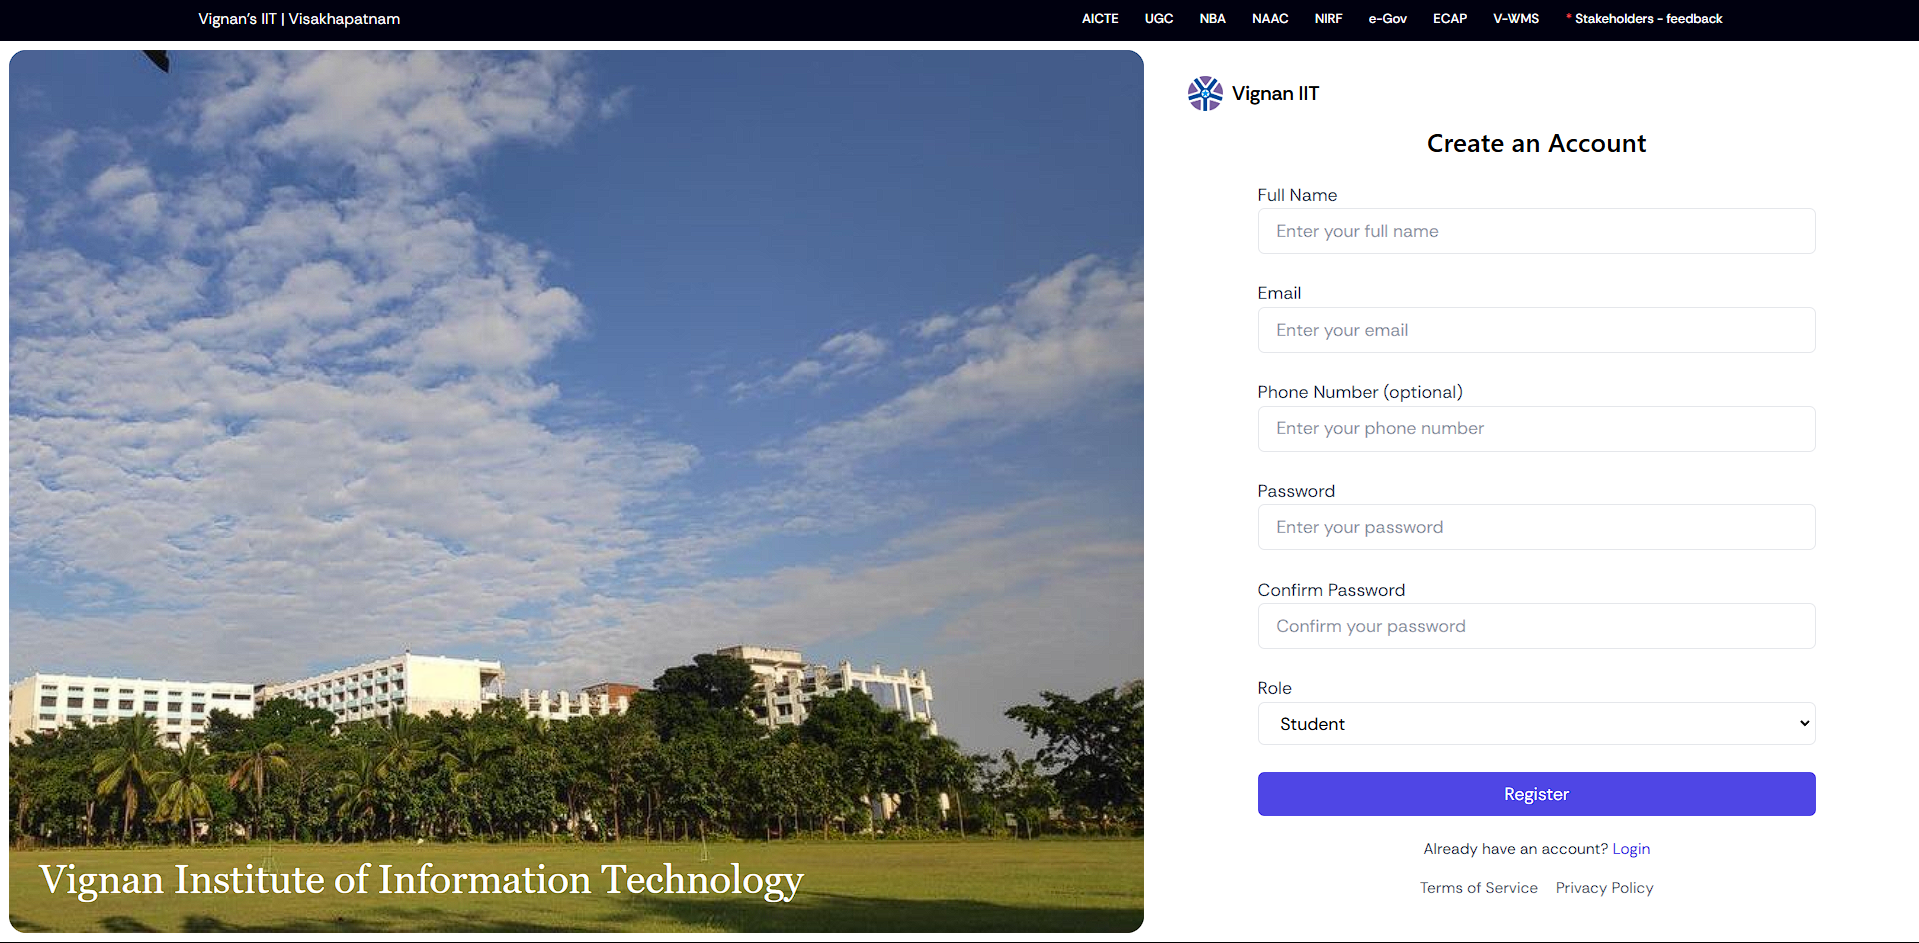 Vignan's IIT | Visakhapatnam
AICTE UGC NBA NAAC NIRF e-Gov ECAP V-WMS * Stakeholders - feedback
Vignan Institute of Information Technology
Vignan IIT
Create an Account
Full Name
Enter your full name
Email
Enter your email
Phone Number (optional)
Enter your phone number
Password
Enter your password
Confirm Password
Confirm your password
Role
Student
Register
Already have an account? Login
Terms of Service Privacy Policy